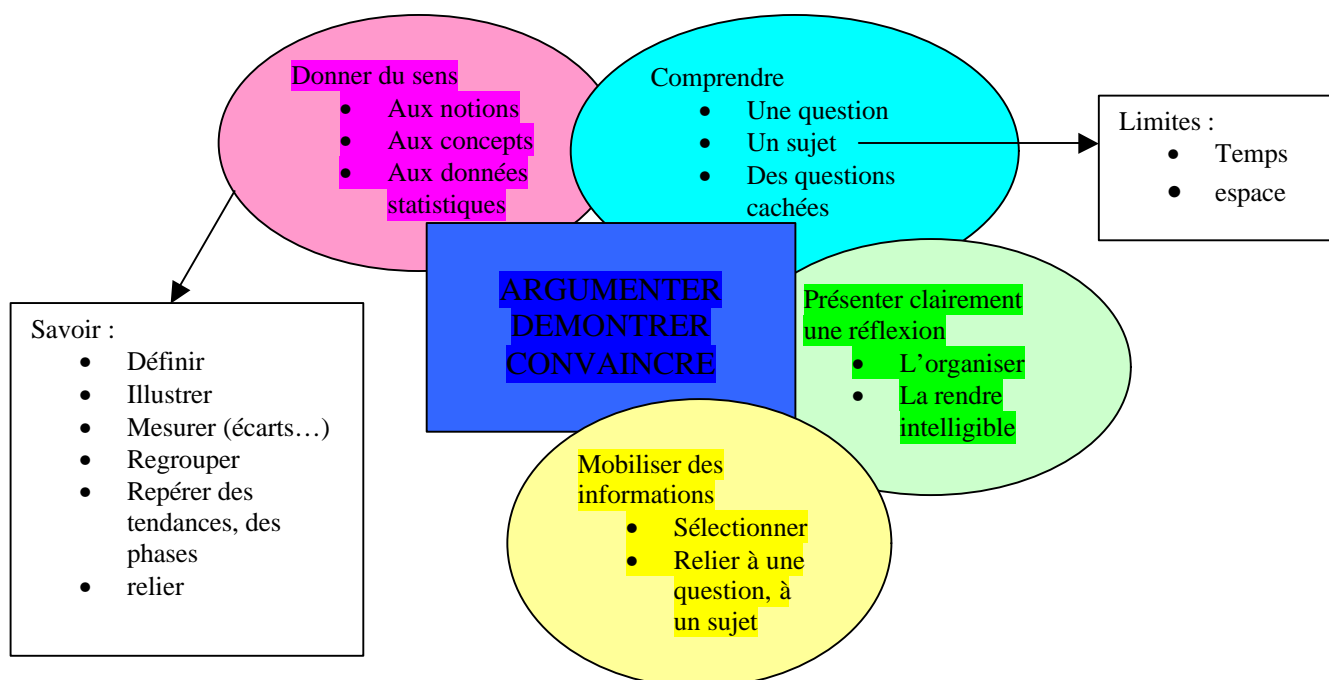 Donner du sens
• Aux notions
• Aux concepts
• Aux données
statistiques
Comprendre
• Une question
• Un sujet
• Des questions
cachées
Limites :
• Temps
• espace
ARGUMENTER
DEMONTRER
CONVAINCRE
Présenter clairement
une réflexion
• L’organiser
• La rendre
intelligible
Savoir :
• Définir
• Illustrer
• Mesurer (écarts…)
• Regrouper
• Repérer des
tendances, des
phases
• relier
Mobiliser des
informations
• Sélectionner
• Relier à une
question, à
un sujet